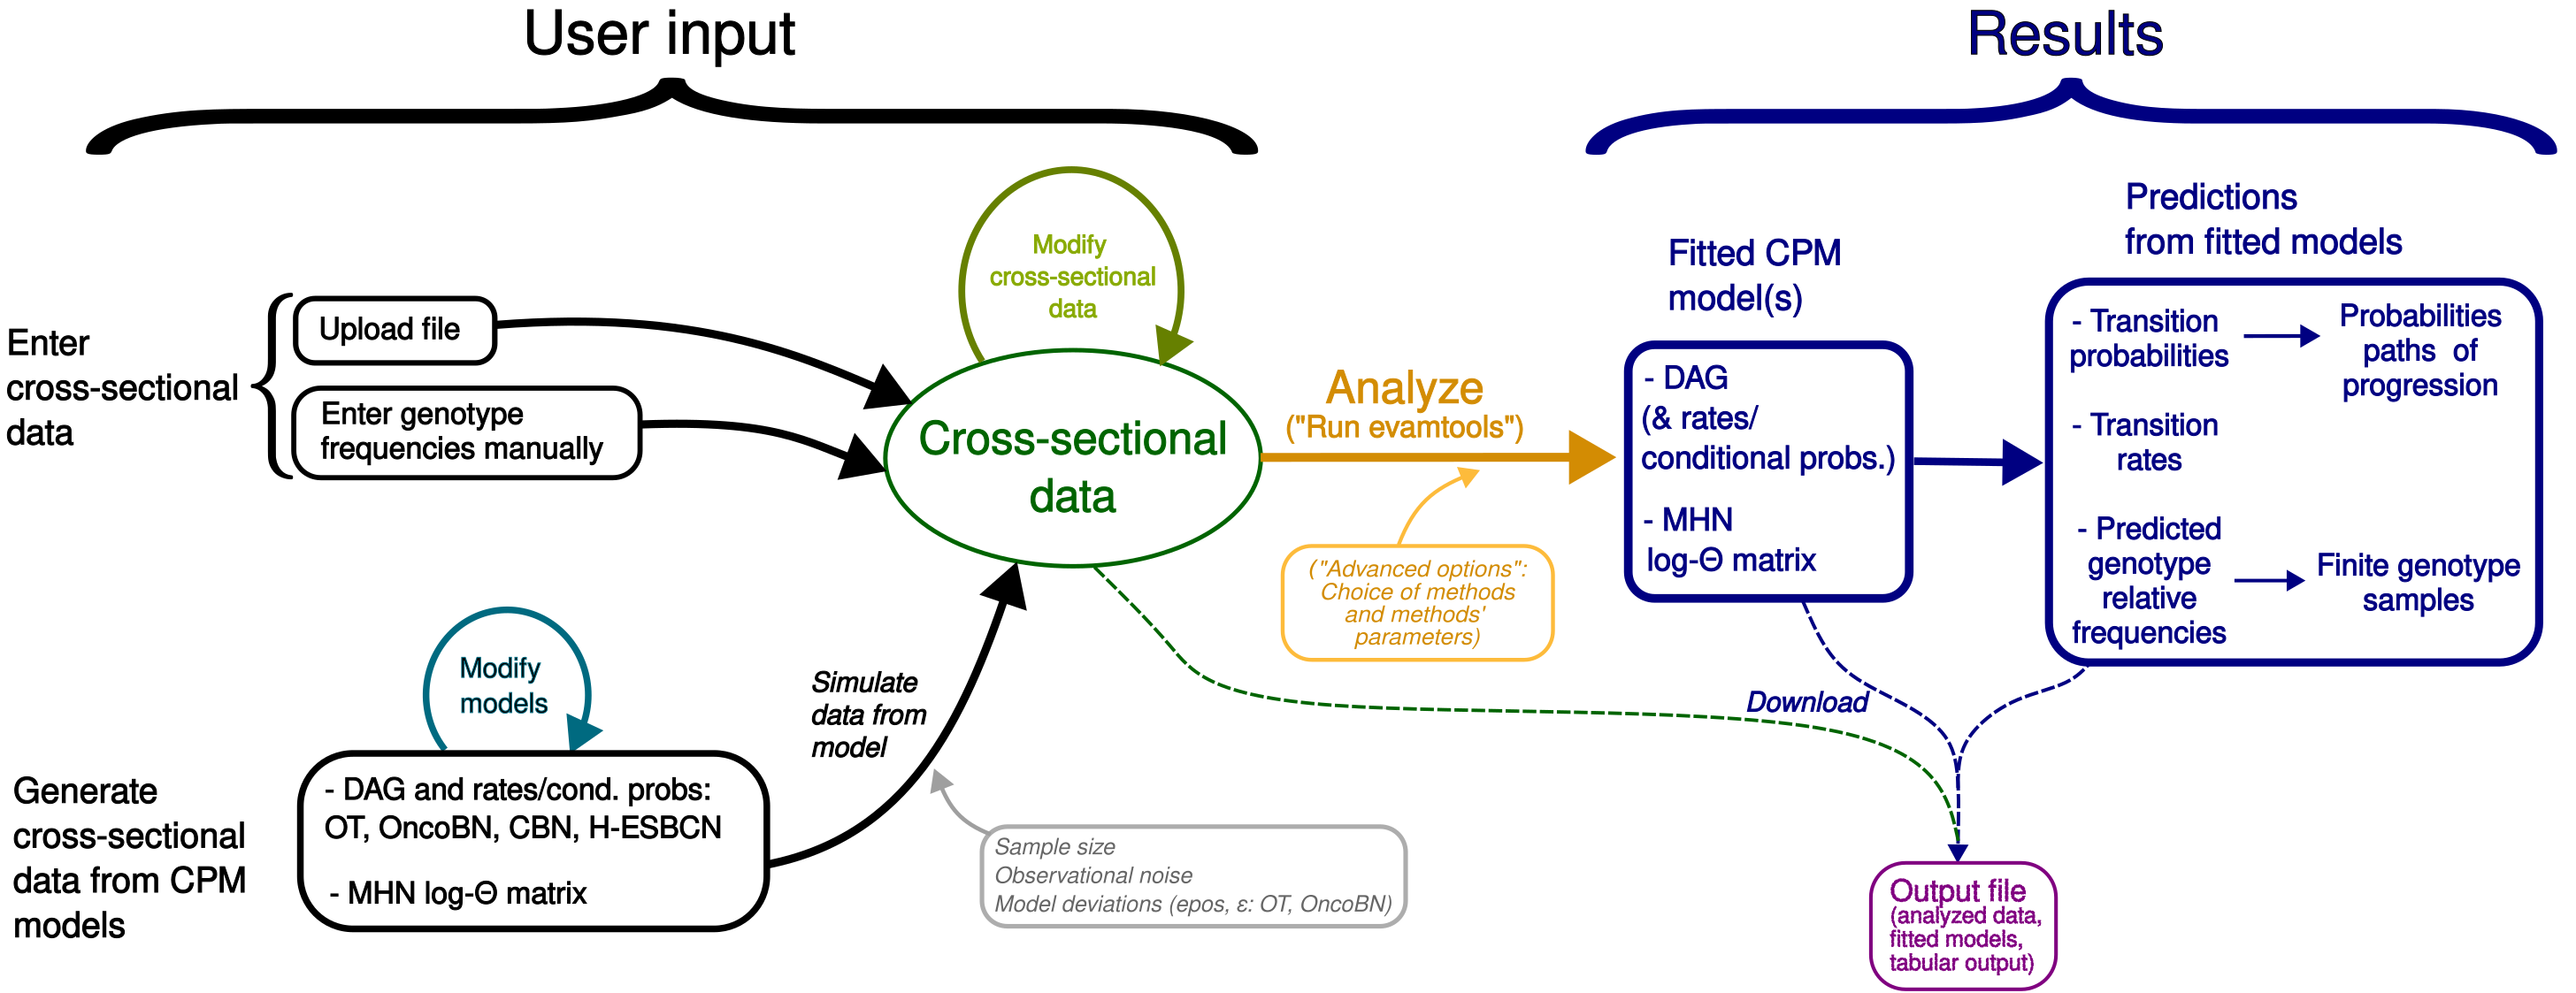 User input
Results
Enter
cross-sectional
data
Upload file
Enter genotype
frequencies manually
Modify
cross-sectional
data
Cross-sectional
data
Analyze
("Run evamtools")
("Advanced options":
Choice of methods
and methods'
parameters)
Fitted CPM
model(s)
- DAG
(& rates/
conditional probs.)
- MHN
log-Θ matrix
Predictions
from fitted models
- Transition
probabilities
Probabilities
paths of
progression
- Transition
rates
- Predicted
genotype
relative
frequencies
Finite genotype
samples
Generate
cross-sectional
data from CPM
models
Modify
models
- DAG and rates/cond. probs:
OT, OncoBN, CBN, H-ESBCN
- MHN log-Θ matrix
Simulate
data from
model
Sample size
Observational noise
Model deviations (epos, ε: OT, OncoBN)
Download
Output file
(analyzed data,
fitted models,
tabular output)